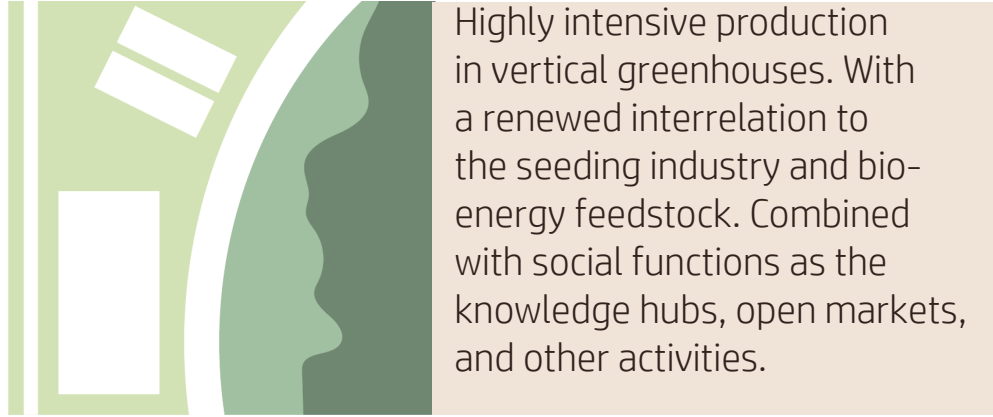 Highly intensive production
in vertical greenhouses. With
a renewed interrelation to
the seeding industry and bio-
energy feedstock. Combined
with social functions as the
knowledge hubs, open markets,
and other activities.